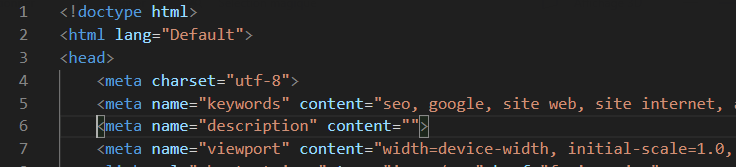 1 <!doctype html>
2 <html lang="Default">
3 <head>
4 <meta charset="utf-8">
5 <meta name="keywords" content="seo, google, site web, site internet,
6 <meta name="description" content="">
7 <meta name="viewport" content="width=device-width, initial-scale=1.0,